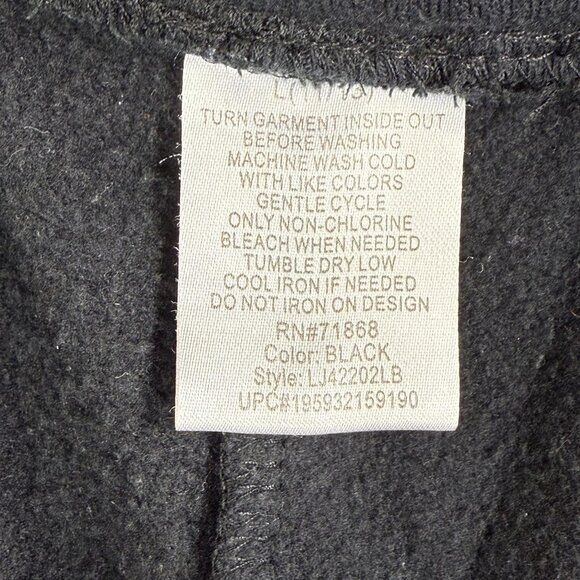 L(11/13)
TURN GARMENT INSIDE OUT
BEFORE WASHING
MACHINE WASH COLD
WITH LIKE COLORS
GENTLE CYCLE
ONLY NON-CHLORINE
BLEACH WHEN NEEDED
TUMBLE DRY LOW
COOL IRON IF NEEDED
DO NOT IRON ON DESIGN
RN#71868
Color: BLACK
Style: LJ42202LB
UPC#195932159190